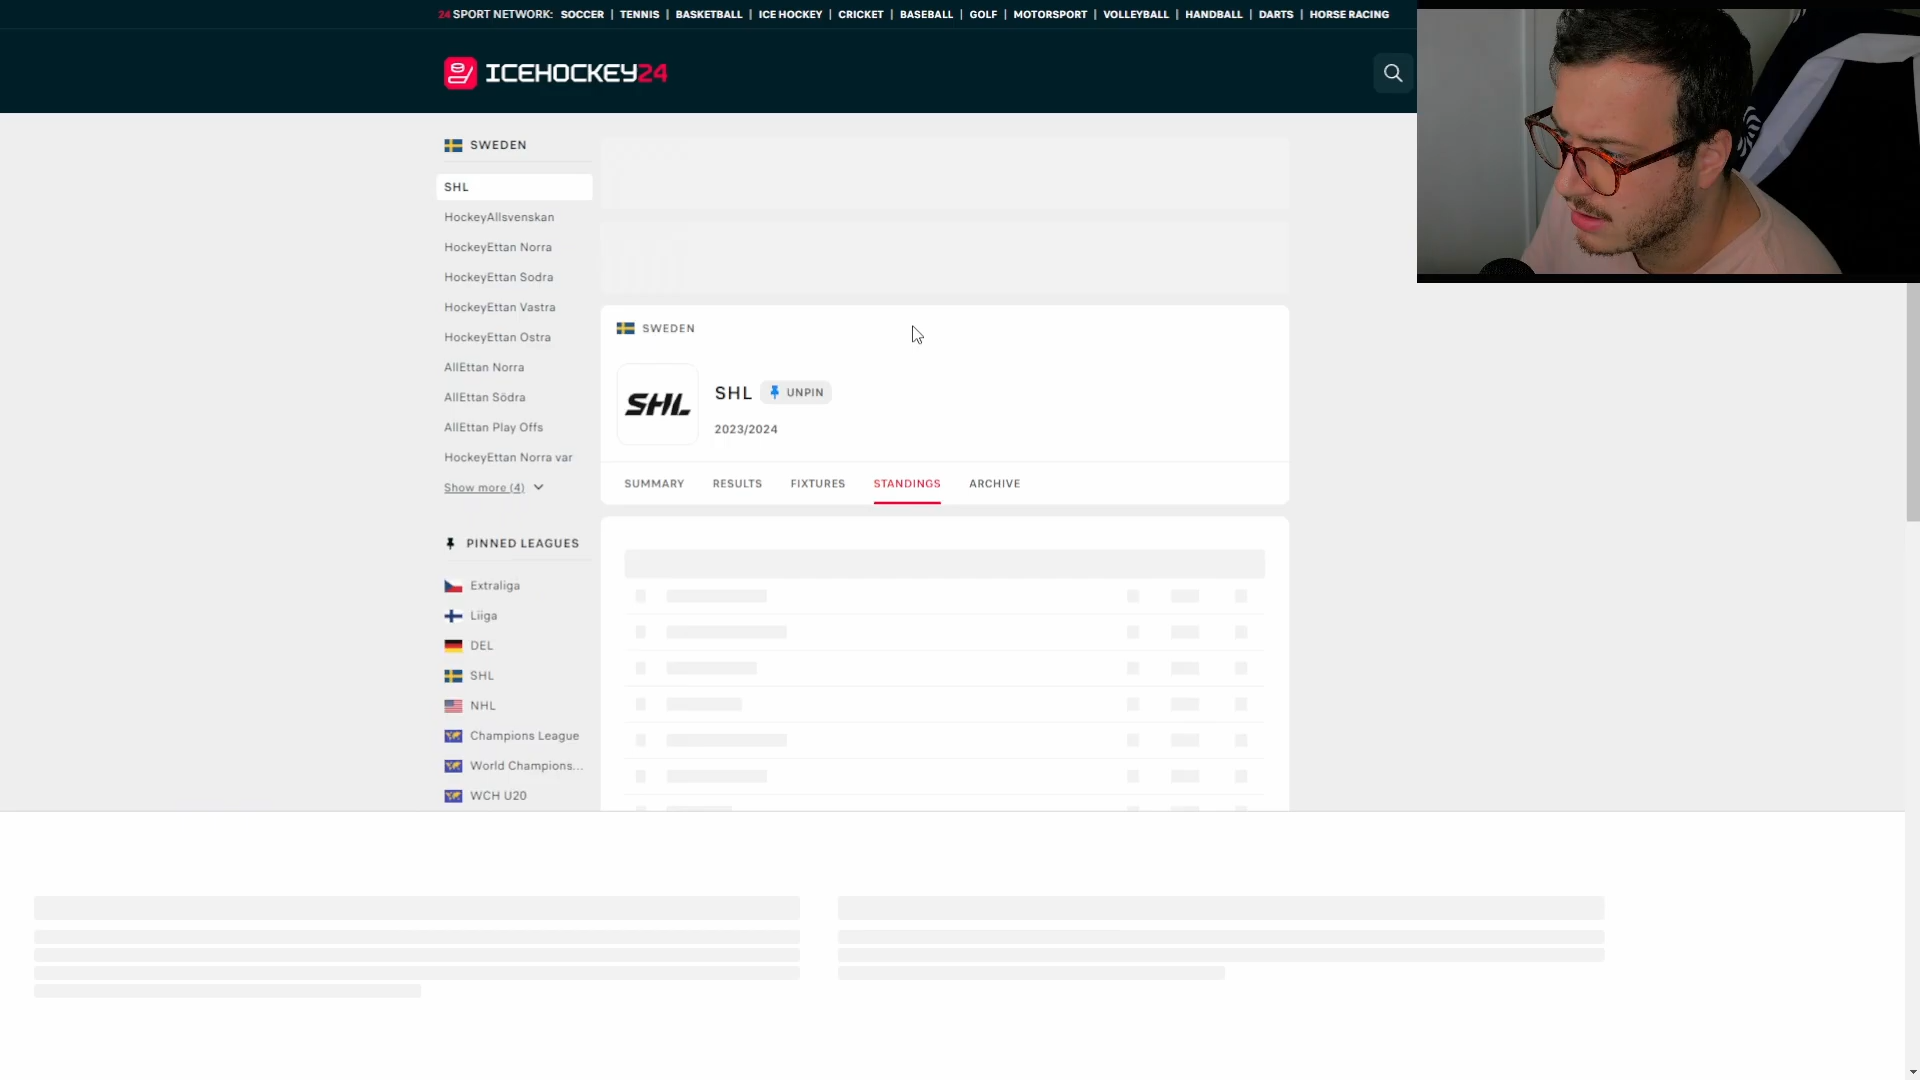 24 SPORT NETWORK: SOCCER | TENNIS | BASKETBALL | ICE HOCKEY | CRICKET | BASEBALL | GOLF | MOTORSPORT | VOLLEYBALL | HANDBALL | DARTS | HORSE RACING
ICEHOCKEY24
SWEDEN
SHL
HockeyAllsvenskan
HockeyEttan Norra
HockeyEttan Sodra
HockeyEttan Vastra
HockeyEttan Ostra
AllEttan Norra
AllEttan Södra
AllEttan Play Offs
HockeyEttan Norra var
Show more (4)
PINNED LEAGUES
Extraliga
Liiga
DEL
SHL
NHL
Champions League
World Champions...
WCH U20
SWEDEN
SHL
SHL UNPIN
2023/2024
SUMMARY RESULTS FIXTURES STANDINGS ARCHIVE